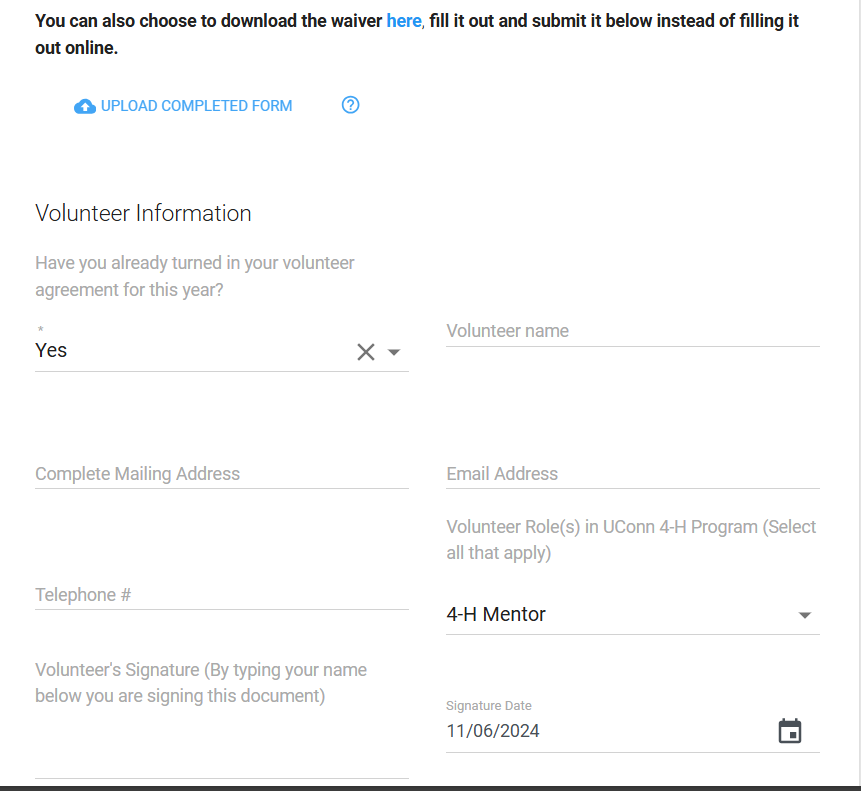 You can also choose to download the waiver here, fill it out and submit it below instead of filling it
out online.
UPLOAD COMPLETED FORM
Volunteer Information
Have you already turned in your volunteer
agreement for this year?
*
Yes
Volunteer name
Complete Mailing Address
Email Address
Volunteer Role(s) in UConn 4-H Program (Select
all that apply)
Telephone #
4-H Mentor
Volunteer's Signature (By typing your name
below you are signing this document)
Signature Date
11/06/2024